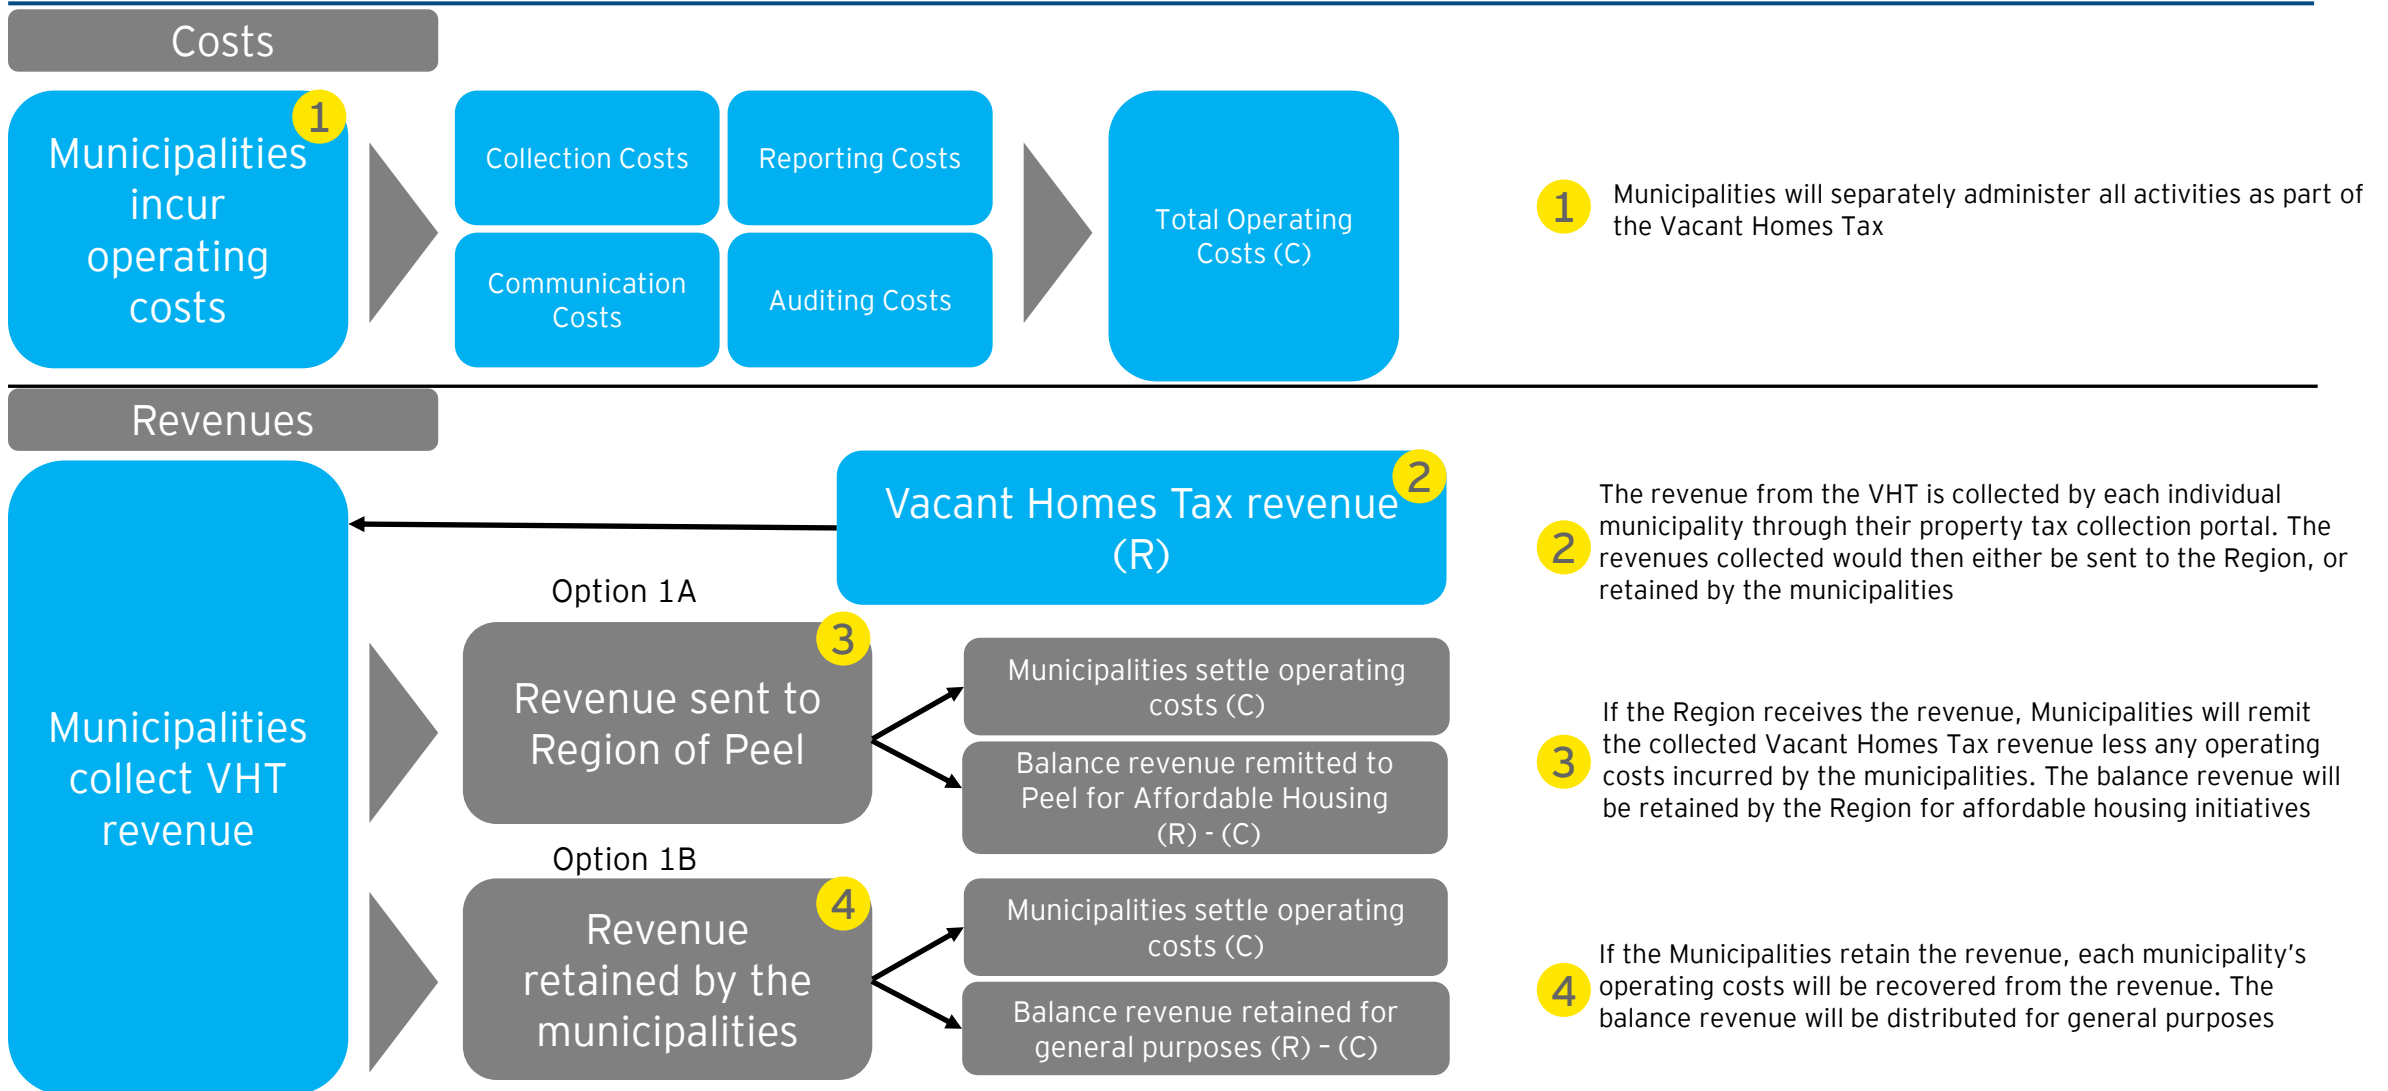 Costs
1
Municipalities
incur
operating
costs
Collection Costs
Reporting Costs
Communication
Costs
Auditing Costs
Total Operating
Costs (C)
1
Municipalities will separately administer all activities as part of
the Vacant Homes Tax
Revenues
Municipalities
collect VHT
revenue
2
Vacant Homes Tax revenue
(R)
Option 1A
3
Revenue sent to
Region of Peel
Municipalities settle operating
costs (C)
Balance revenue remitted to
Peel for Affordable Housing
(R) - (C)
Option 1B
4
Revenue
retained by the
municipalities
Municipalities settle operating
costs (C)
Balance revenue retained for
general purposes (R) – (C)
2
The revenue from the VHT is collected by each individual
municipality through their property tax collection portal. The
revenues collected would then either be sent to the Region, or
retained by the municipalities
3
If the Region receives the revenue, Municipalities will remit
the collected Vacant Homes Tax revenue less any operating
costs incurred by the municipalities. The balance revenue will
be retained by the Region for affordable housing initiatives
4
If the Municipalities retain the revenue, each municipality’s
operating costs will be recovered from the revenue. The
balance revenue will be distributed for general purposes